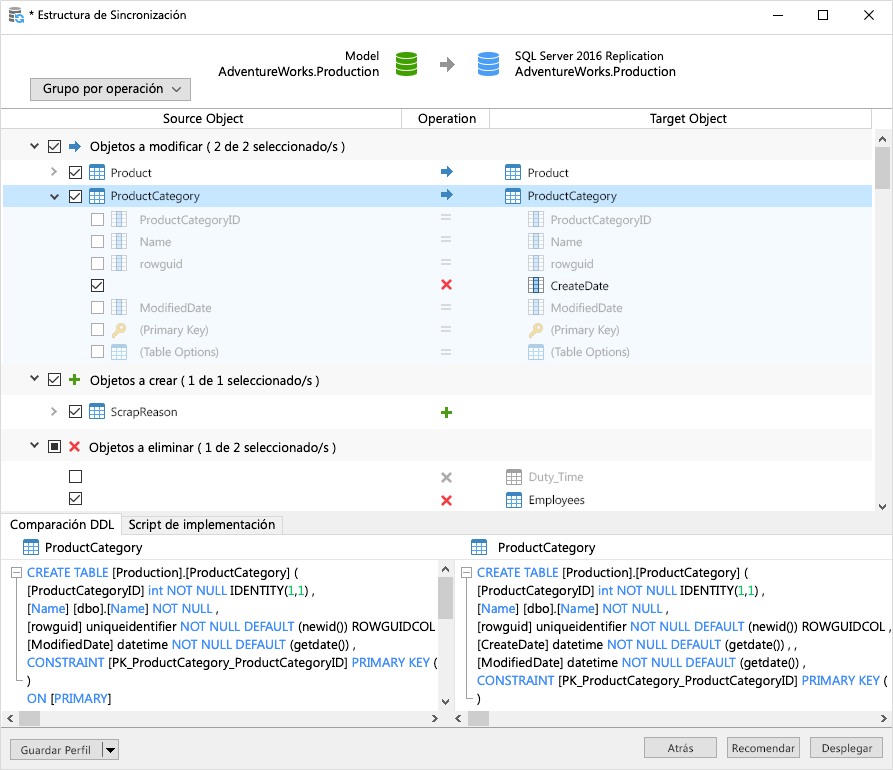 * Estructura de Sincronización
Model
AdventureWorks.Production
SQL Server 2016 Replication
AdventureWorks.Production
Grupo por operación
Source Object Operation Target Object
Objetos a modificar ( 2 de 2 seleccionado/s )
Product Product
ProductCategory ProductCategory
ProductCategoryID ProductCategoryID
Name Name
rowguid rowguid
CreateDate
ModifiedDate ModifiedDate
(Primary Key) (Primary Key)
(Table Options) (Table Options)
Objetos a crear ( 1 de 1 seleccionado/s )
ScrapReason
Objetos a eliminar ( 1 de 2 seleccionado/s )
Duty_Time
Employees
Comparación DDL Script de implementación
ProductCategory
CREATE TABLE [Production].[ProductCategory] (
[ProductCategoryID] int NOT NULL IDENTITY(1,1) ,
[Name] [dbo].[Name] NOT NULL ,
[rowguid] uniqueidentifier NOT NULL DEFAULT (newid()) ROWGUIDCOL
[ModifiedDate] datetime NOT NULL DEFAULT (getdate()) ,
CONSTRAINT [PK_ProductCategory_ProductCategoryID] PRIMARY KEY (
)
ON [PRIMARY]
ProductCategory
CREATE TABLE [Production].[ProductCategory] (
[ProductCategoryID] int NOT NULL IDENTITY(1,1) ,
[Name] [dbo].[Name] NOT NULL ,
[rowguid] uniqueidentifier NOT NULL DEFAULT (newid()) ROWGUIDCOL ,
[CreateDate] datetime NOT NULL DEFAULT (getdate()) , ,
[ModifiedDate] datetime NOT NULL DEFAULT (getdate()) ,
CONSTRAINT [PK_ProductCategory_ProductCategoryID] PRIMARY KEY (
)
Guardar Perfil Atrás Recomendar Desplegar